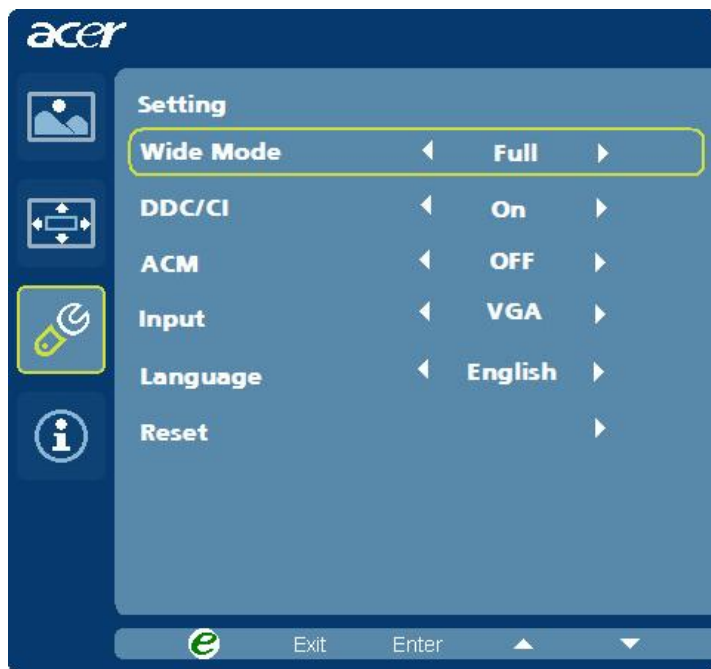 acer
Setting
Wide Mode Full
DDC/CI On
ACM OFF
Input VGA
Language English
Reset
e Exit Enter